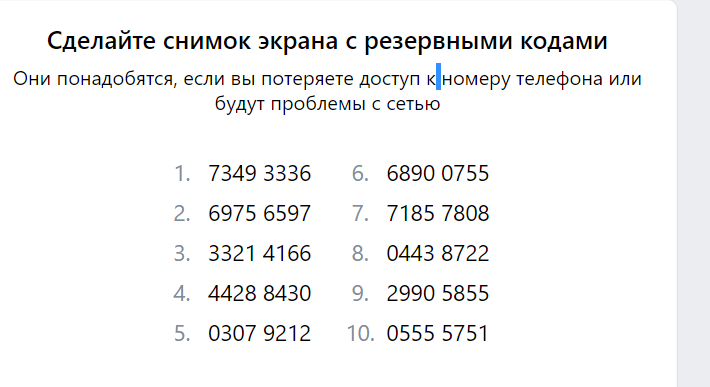 Сделайте снимок экрана с резервными кодами
Они понадобятся, если вы потеряете доступ к номеру телефона или
будут проблемы с сетью
1. 7349 3336 6. 6890 0755
2. 6975 6597 7. 7185 7808
3. 3321 4166 8. 0443 8722
4. 4428 8430 9. 2990 5855
5. 0307 9212 10. 0555 5751